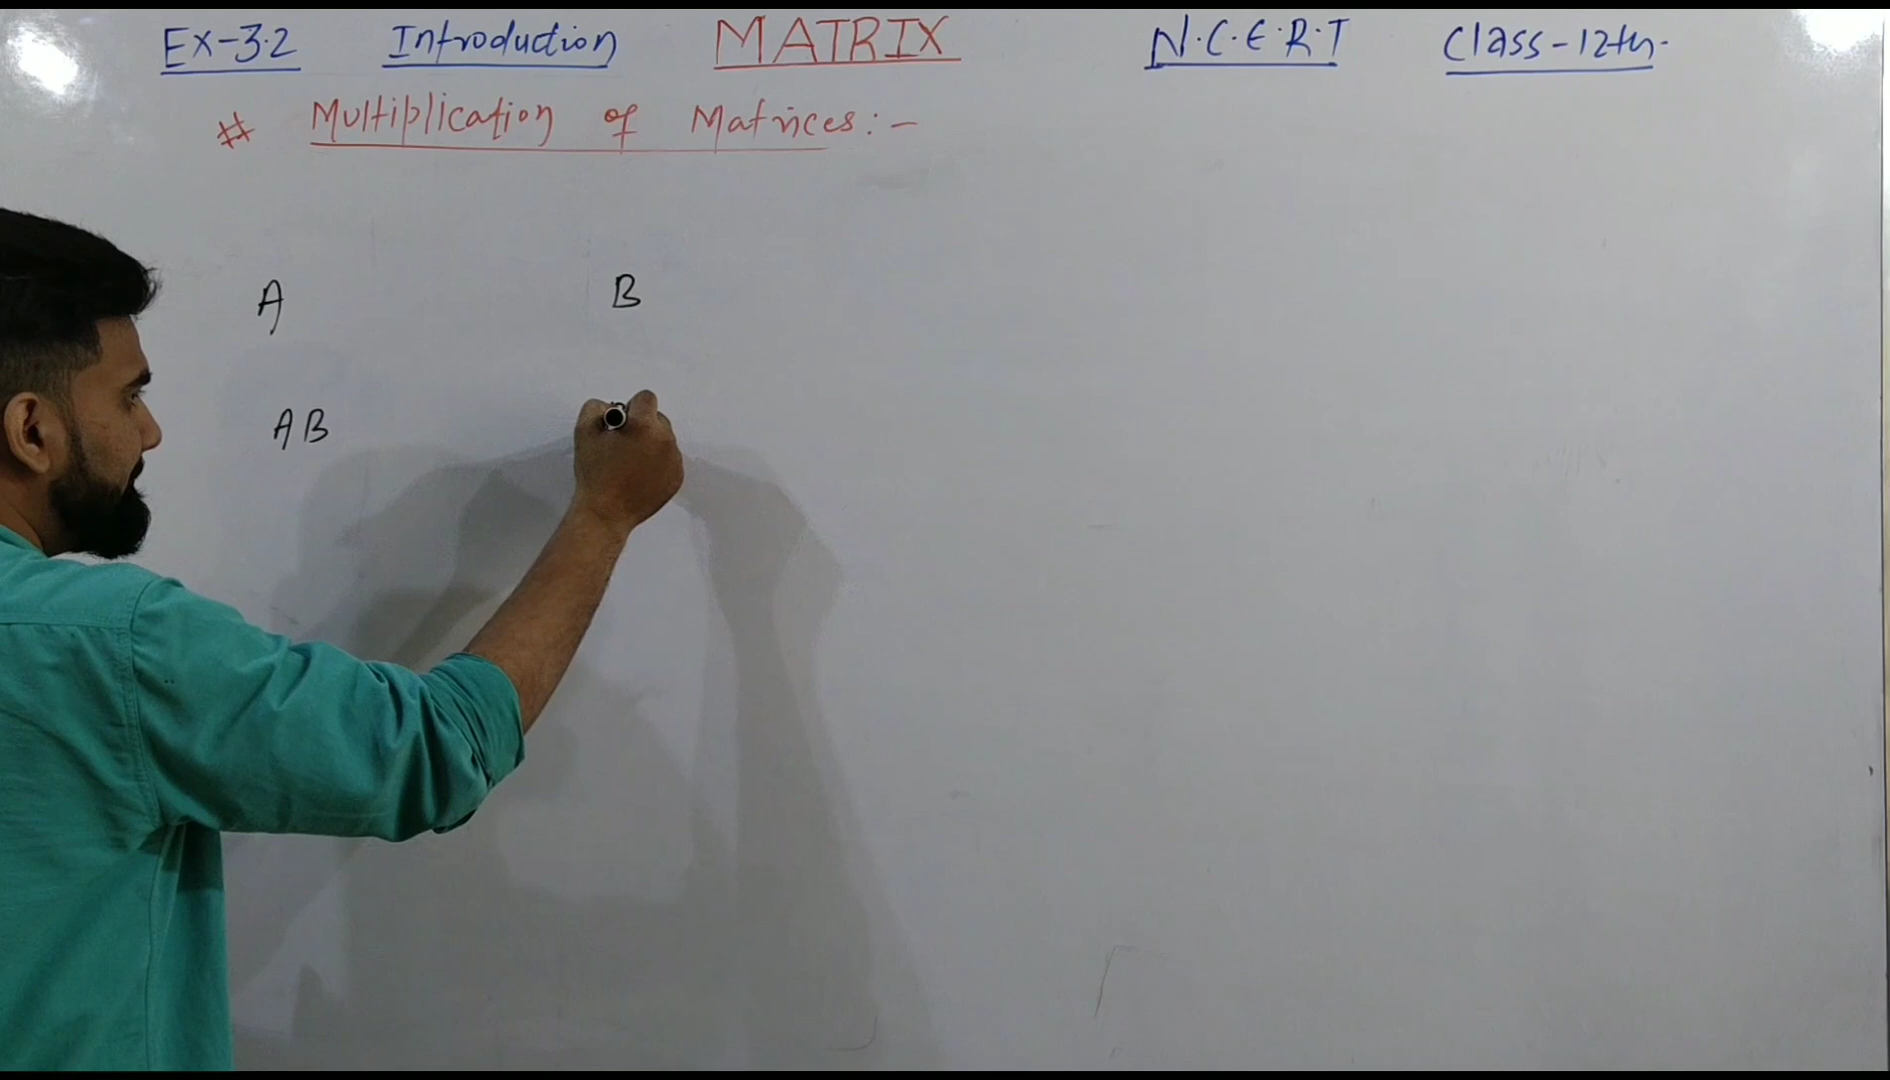 Ex-3.2 Introduction MATRIX N.C.E.R.T Class-12th.
# Multiplication of Matrices:-
A B
AB